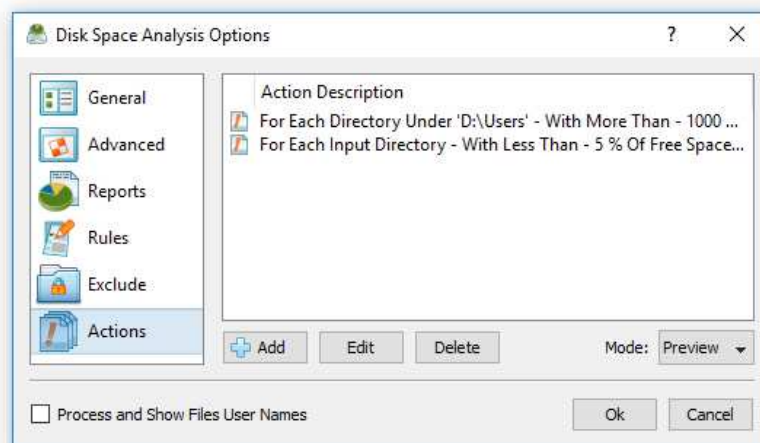 Disk Space Analysis Options
?
General
Advanced
Reports
Rules
Exclude
Actions
Action Description
For Each Directory Under 'D:\Users' - With More Than - 1000 ...
For Each Input Directory - With Less Than - 5 % Of Free Space...
Add Edit Delete Mode: Preview
Process and Show Files User Names Ok Cancel